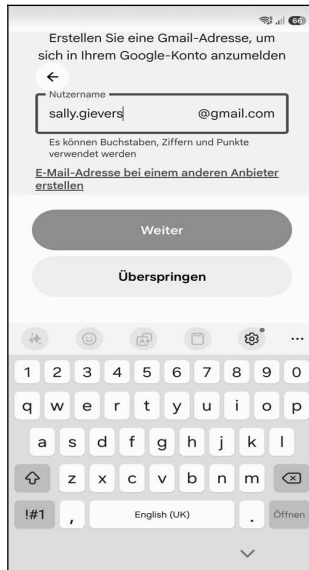 66
Erstellen Sie eine Gmail-Adresse, um
sich in Ihrem Google-Konto anzumelden
Nutzername
sally.gievers @gmail.com
Es können Buchstaben, Ziffern und Punkte
verwendet werden
E-Mail-Adresse bei einem anderen Anbieter
erstellen
Weiter
Überspringen
1 2 3 4 5 6 7 8 9 0
q w e r t y u i o p
a s d f g h j k l
z x c v b n m
!#1 , English (UK) . Öffnen